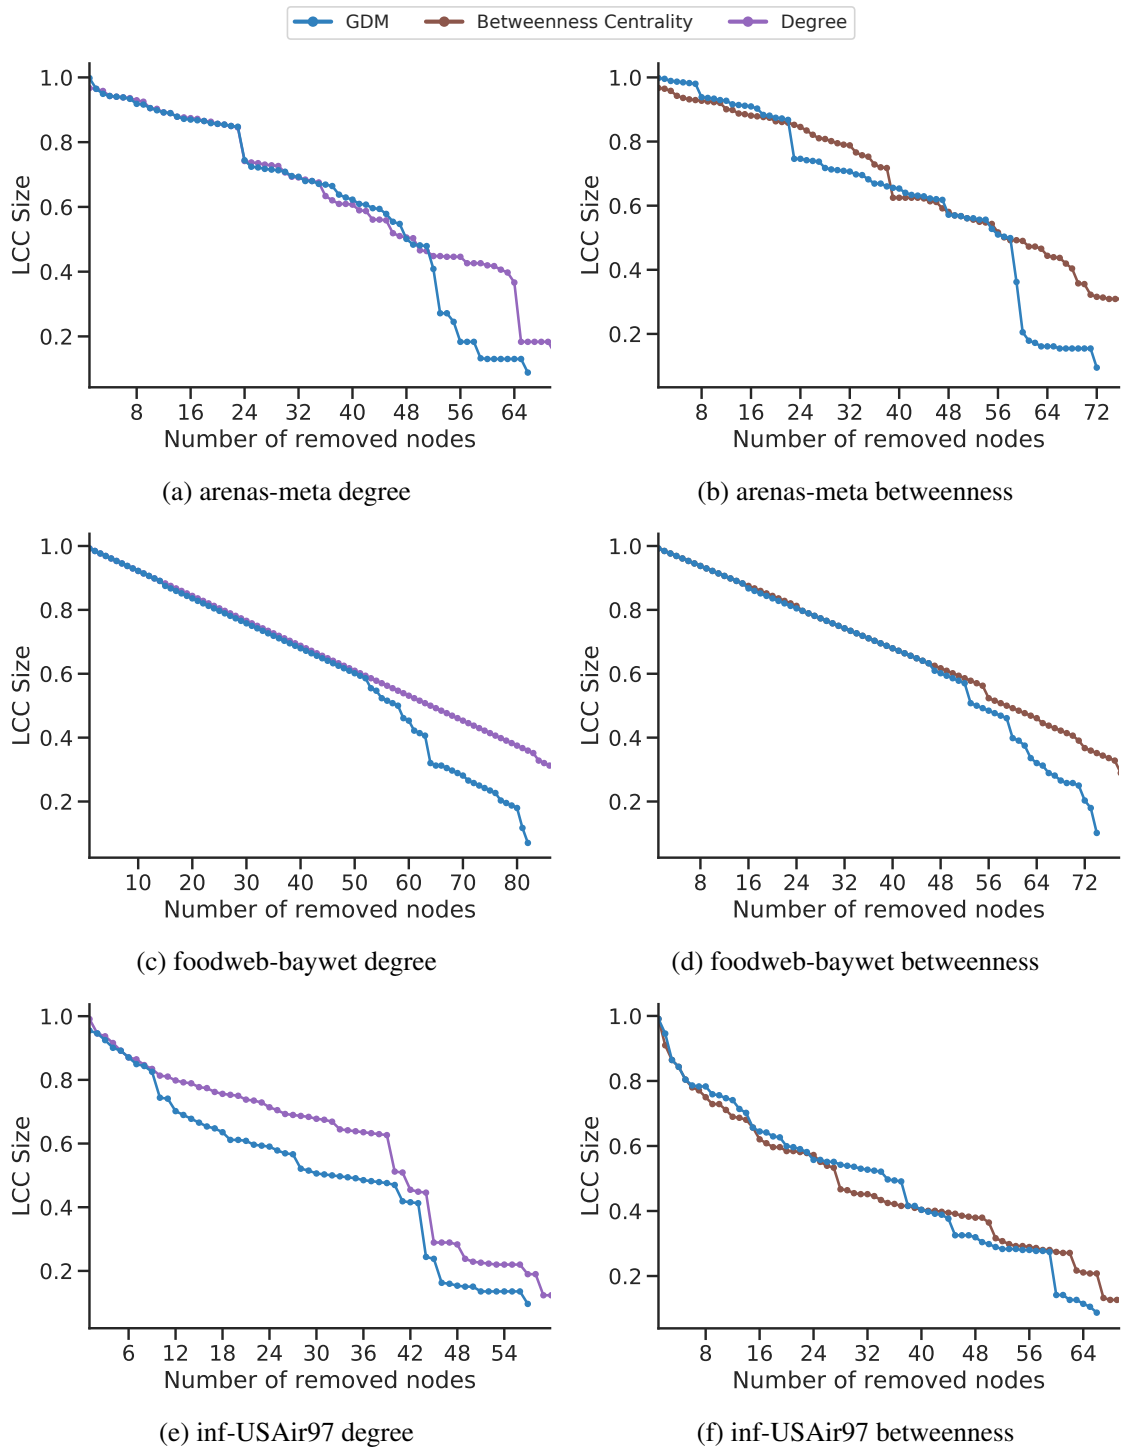 GDM Betweenness Centrality Degree
1.0 0.8 0.6 0.4 0.2
LCC Size
8 16 24 32 40 48 56 64
Number of removed nodes
(a) arenas-meta degree
1.0 0.8 0.6 0.4 0.2
LCC Size
8 16 24 32 40 48 56 64 72
Number of removed nodes
(b) arenas-meta betweenness
1.0 0.8 0.6 0.4 0.2
LCC Size
10 20 30 40 50 60 70 80
Number of removed nodes
(c) foodweb-baywet degree
1.0 0.8 0.6 0.4 0.2
LCC Size
8 16 24 32 40 48 56 64 72
Number of removed nodes
(d) foodweb-baywet betweenness
1.0 0.8 0.6 0.4 0.2
LCC Size
6 12 18 24 30 36 42 48 54
Number of removed nodes
(e) inf-USAir97 degree
1.0 0.8 0.6 0.4 0.2
LCC Size
8 16 24 32 40 48 56 64
Number of removed nodes
(f) inf-USAir97 betweenness